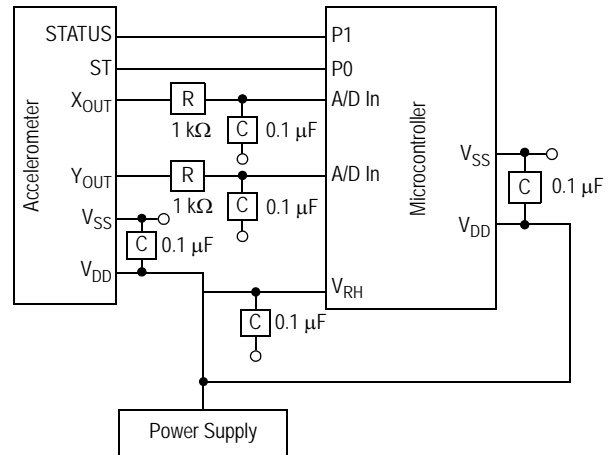 STATUS
ST
XOUT
YOUT
VSS
VDD
Accelerometer
R
1 kΩ
C
0.1 μF
R
1 kΩ
C
0.1 μF
C
0.1 μF
P1
P0
A/D In
A/D In
VRH
Microcontroller
VSS
VDD
C
0.1 μF
C
0.1 μF
Power Supply